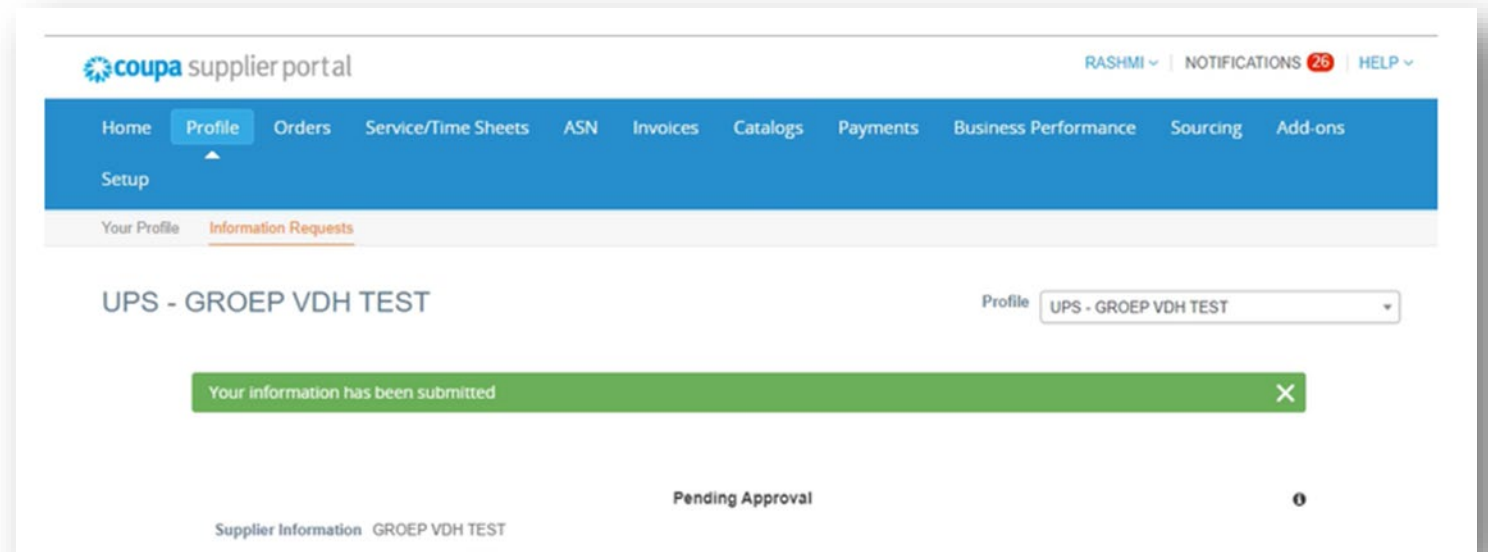 coupa supplier portal RASHMI NOTIFICATIONS 26 HELP
Home Profile Orders Service/Time Sheets ASN Invoices Catalogs Payments Business Performance Sourcing Add-ons
Setup
Your Profile Information Requests
UPS - GROEP VDH TEST Profile UPS - GROEP VDH TEST
Your information has been submitted
Pending Approval
Supplier Information GROEP VDH TEST